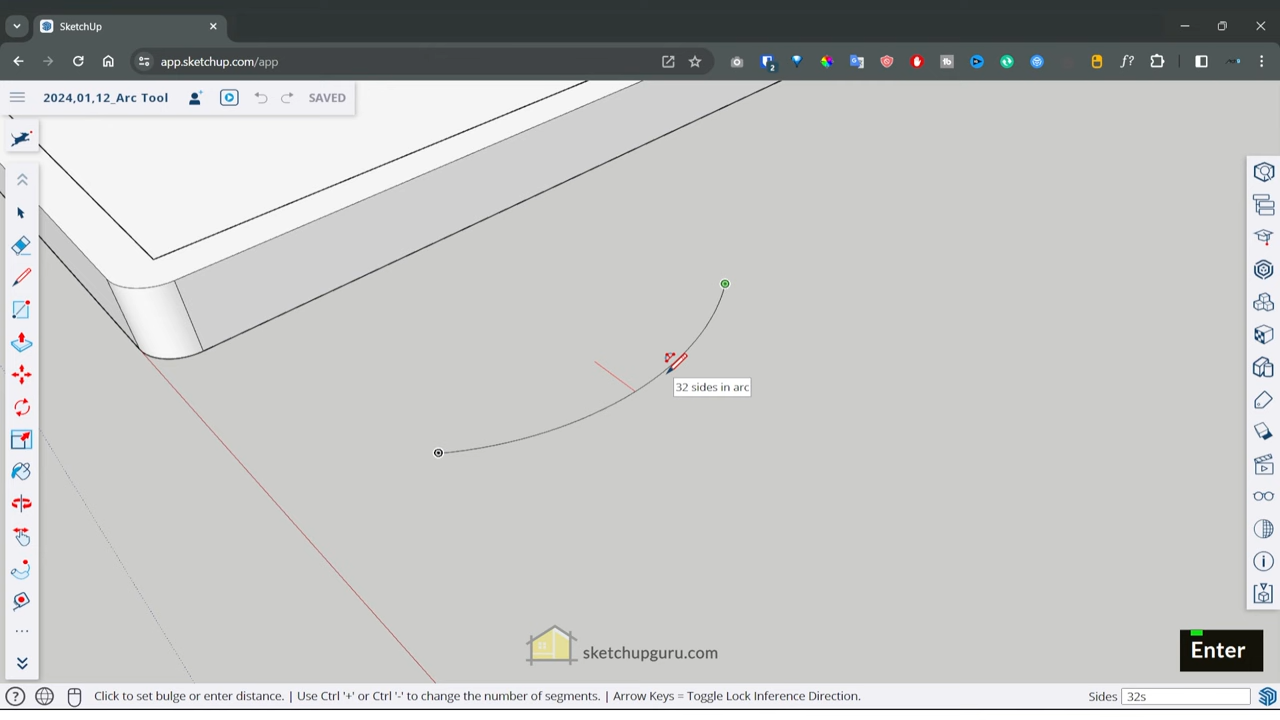 SketchUp
app.sketchup.com/app
2
f?
2024,01,12_Arc Tool
SAVED
32 sides in arc
sketchupguru.com
Enter
Click to set bulge or enter distance. | Use Ctrl '+' or Ctrl '-' to change the number of segments. | Arrow Keys = Toggle Lock Inference Direction.
Sides 32s